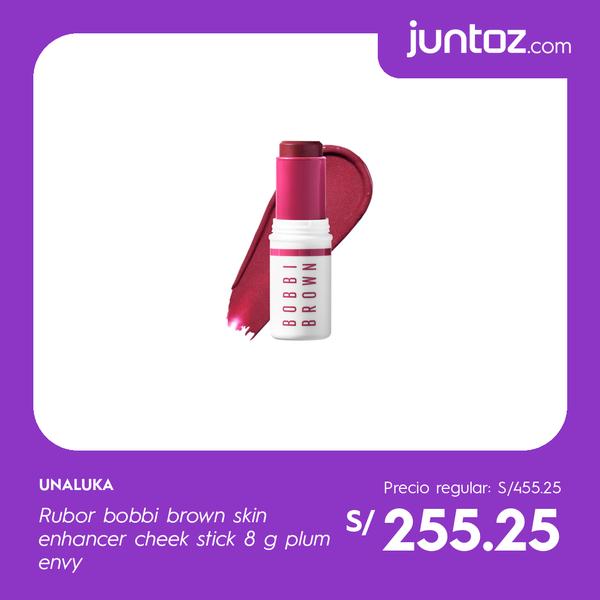 juntoz.com
BOBBI
BROWN
UNALUKA
Rubor bobbi brown skin
enhancer cheek stick 8 g plum
envy
Precio regular: S/455.25
S/ 255.25